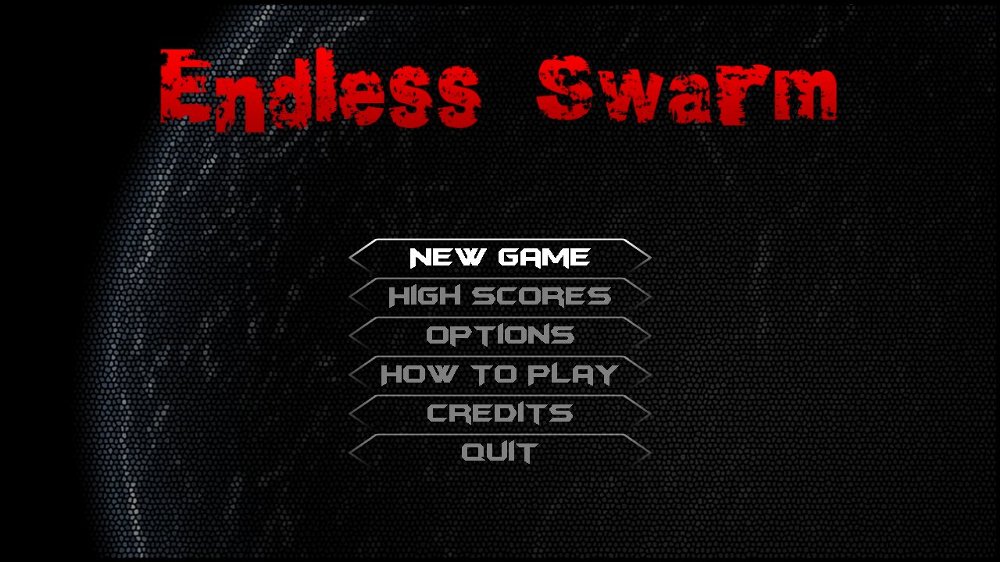 Endless Swarm
NEW GAME
HIGH SCORES
OPTIONS
HOW TO PLAY
CREDITS
QUIT